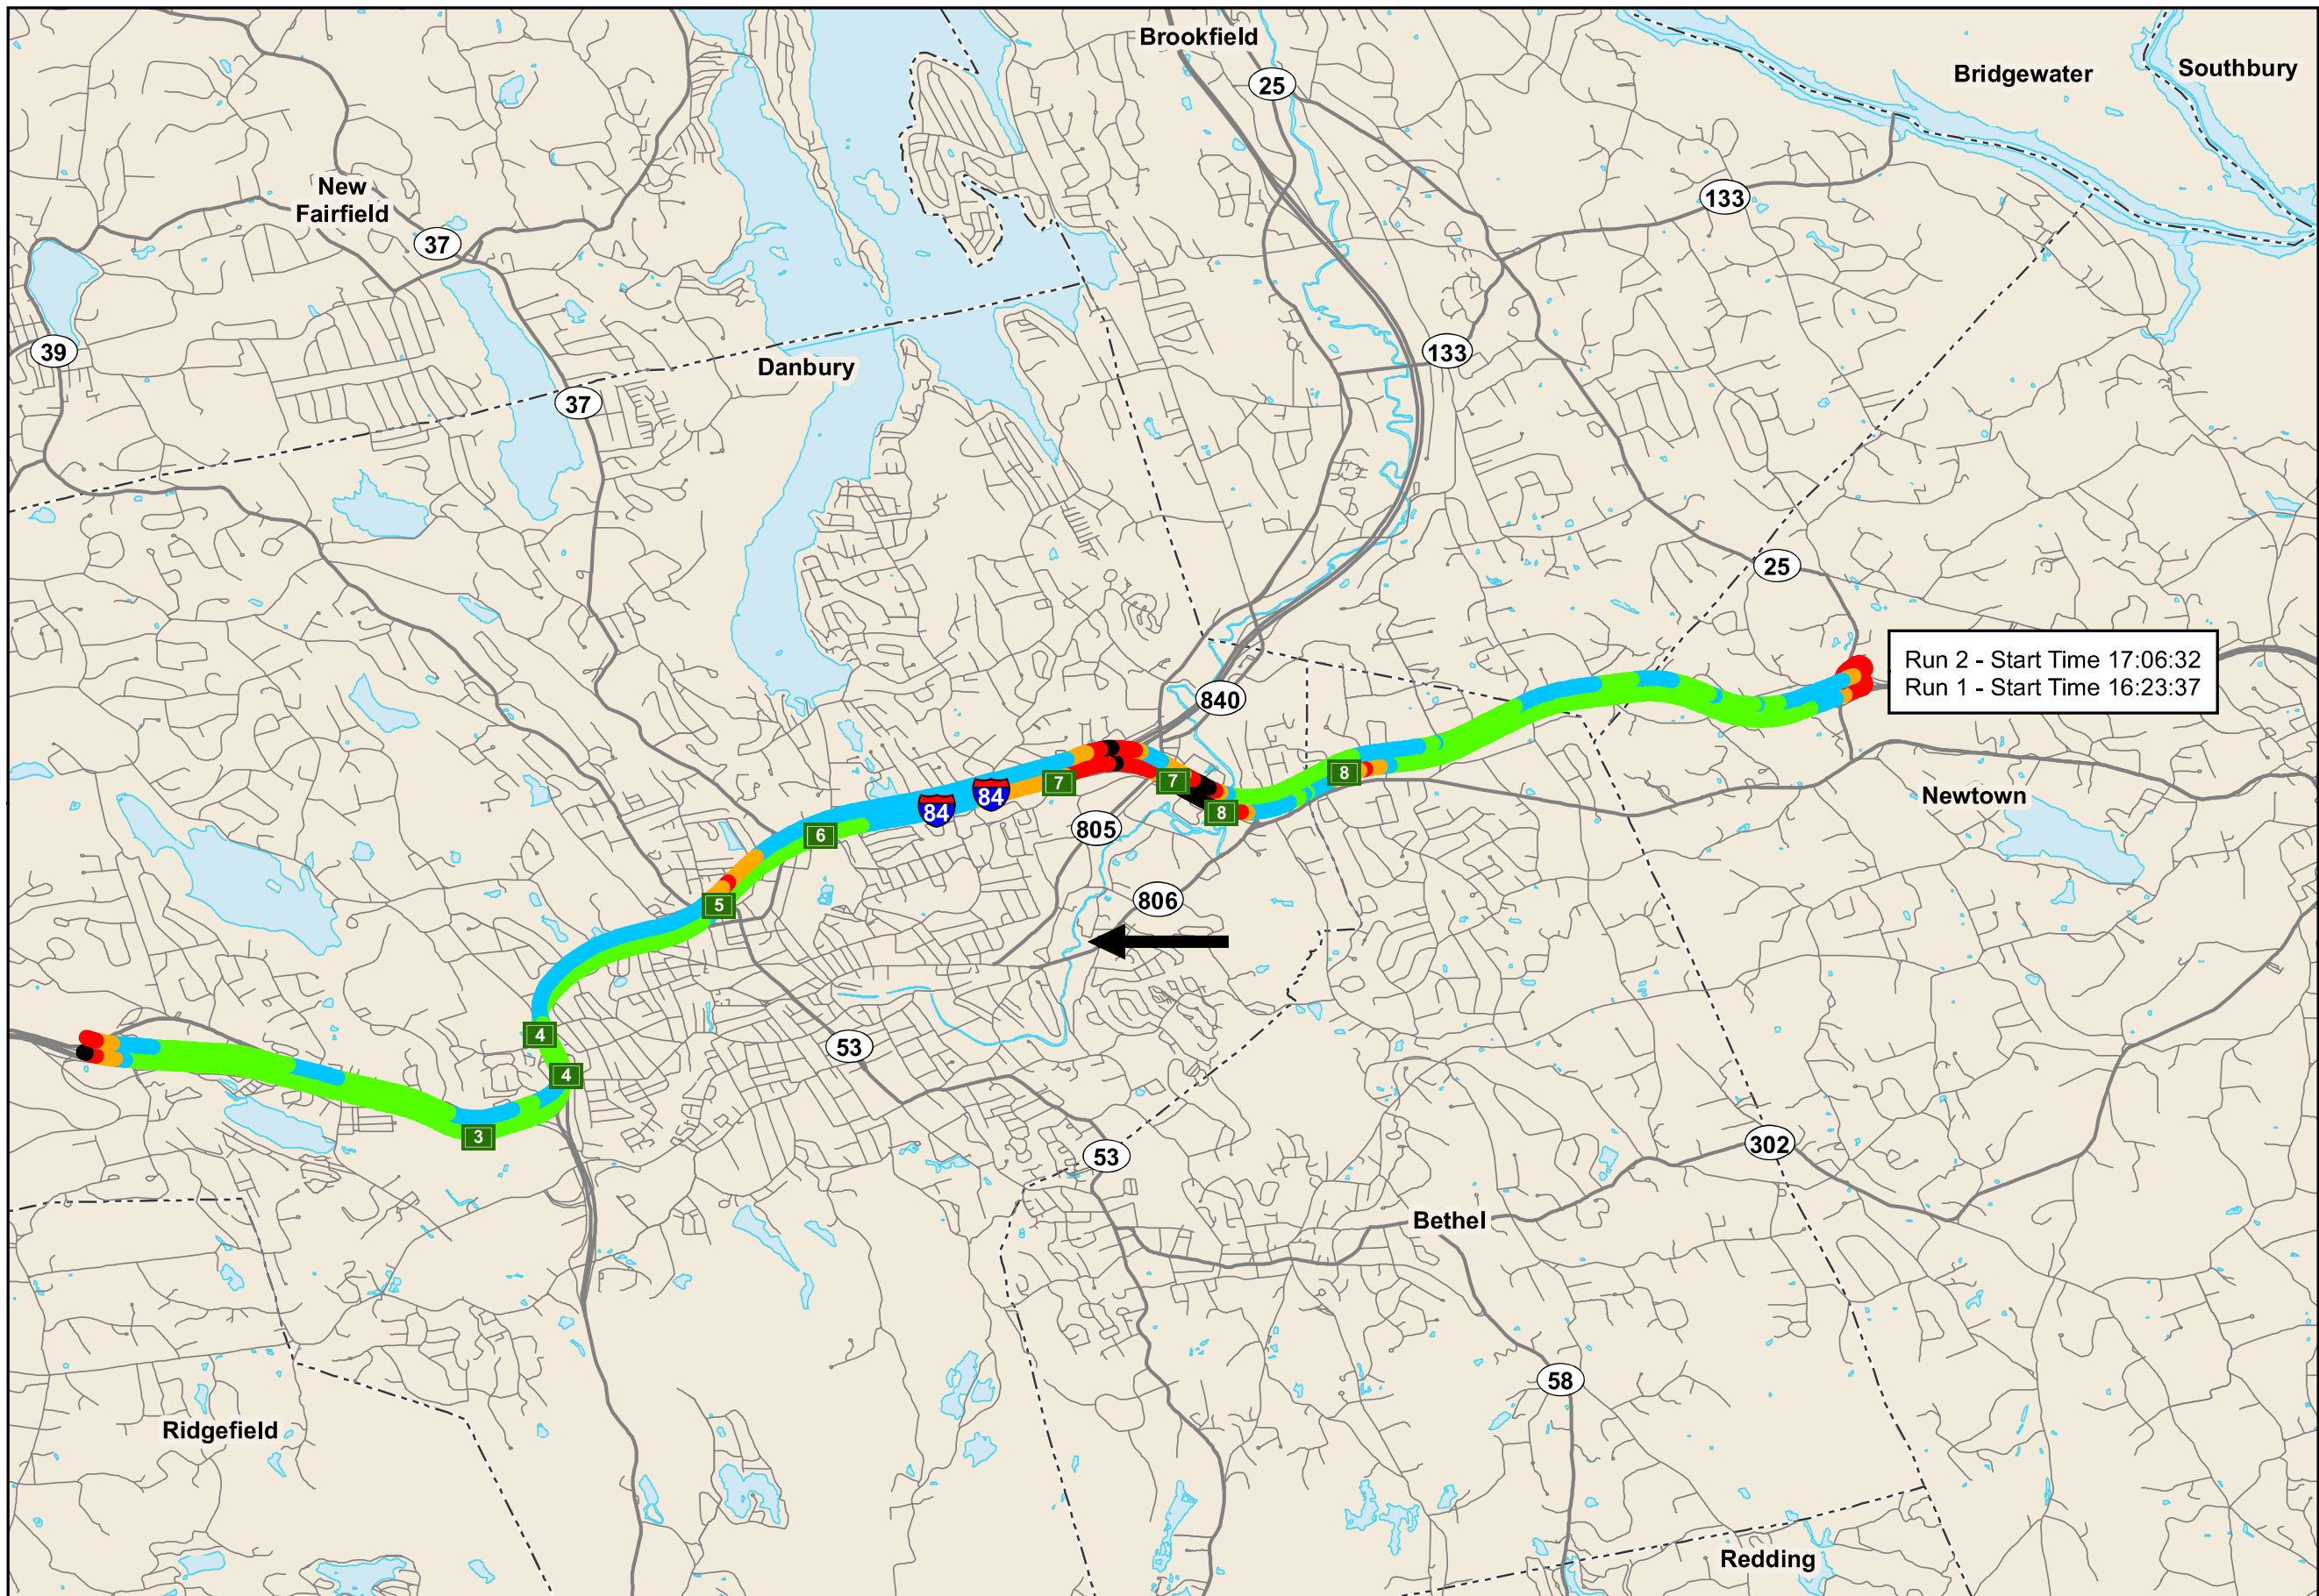 Brookfield
25
Bridgewater
Southbury
New
Fairfield
133
37
39
133
Danbury
37
25
Run 2 - Start Time 17:06:32
Run 1 - Start Time 16:23:37
840
8
7
7
84
84
Newtown
8
805
6
806
5
4
53
4
3
302
53
Bethel
58
Ridgefield
Redding